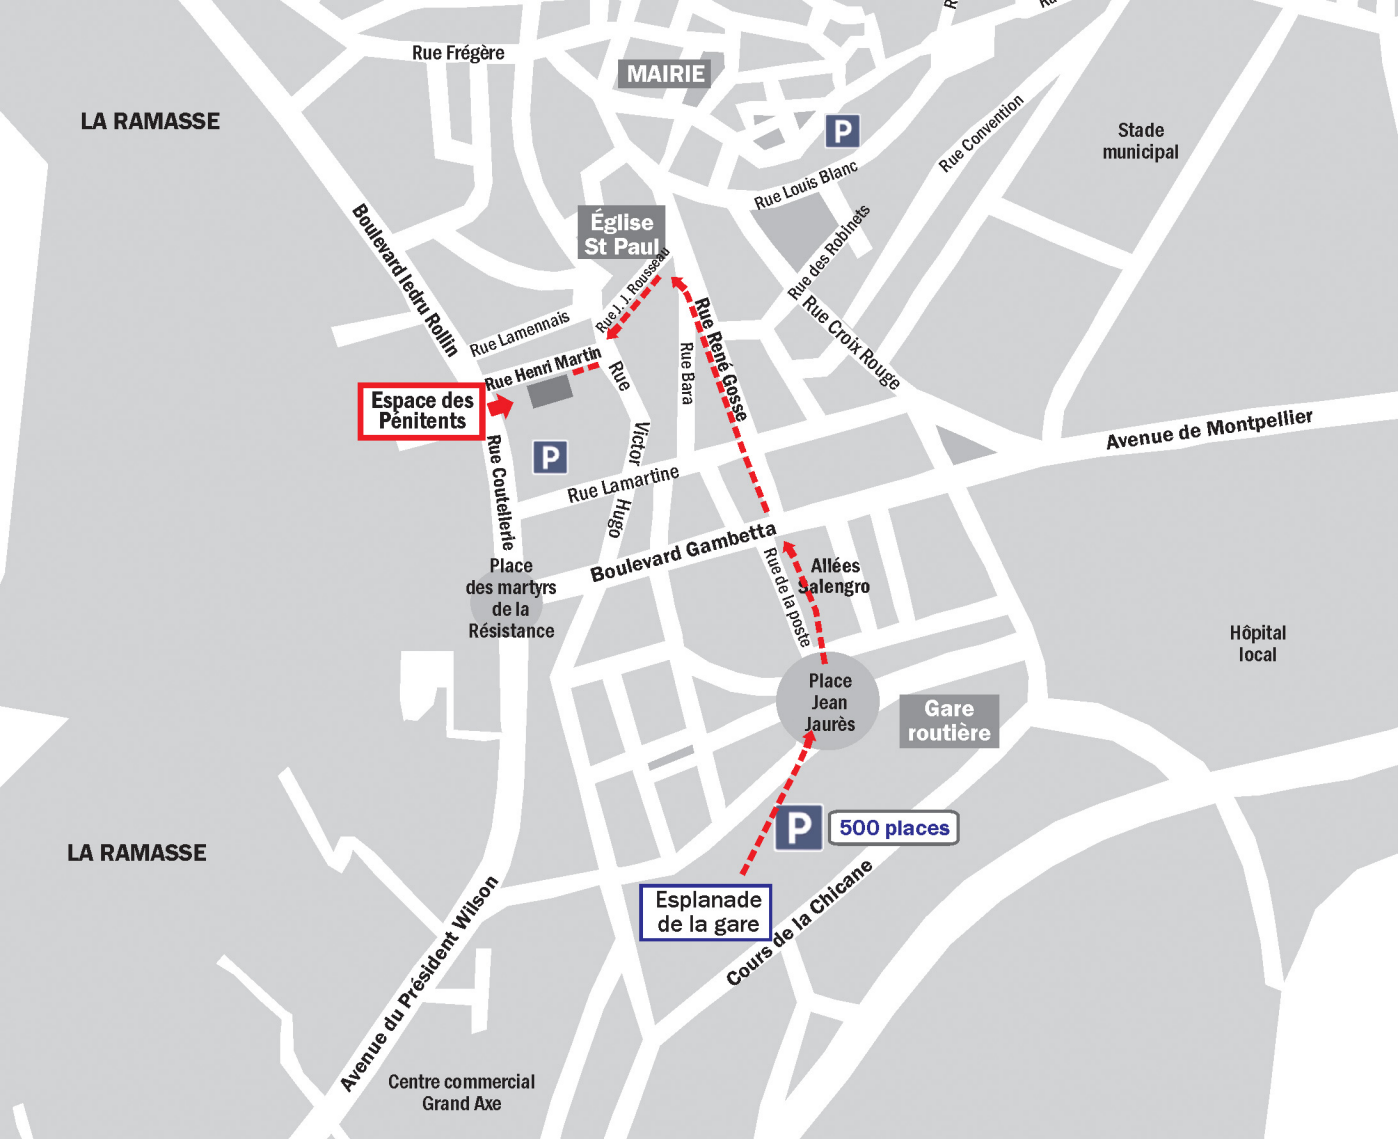 Rue Frégère
MAIRIE
LA RAMASSE
P
Stade
municipal
Rue Convention
Rue Louis Blanc
Boulevard ledru Rollin
Église
St Paul
Rue des Robinets
Rue J. J. Rousseau
Rue Lamennais
Rue Henri Martin
Rue Croix Rouge
Rue René Gosse
Rue Bara
Rue
Victor
Hugo
Espace des
Pénitents
Avenue de Montpellier
Rue Coutellerie
P
Rue Lamartine
Boulevard Gambetta
Place
des martyrs
de la
Résistance
Rue de la poste
Allées
Salengro
Hôpital
local
Place
Jean
Jaurès
Gare
routière
P
500 places
LA RAMASSE
Esplanade
de la gare
Cours de la Chicane
Avenue du Président Wilson
Centre commercial
Grand Axe